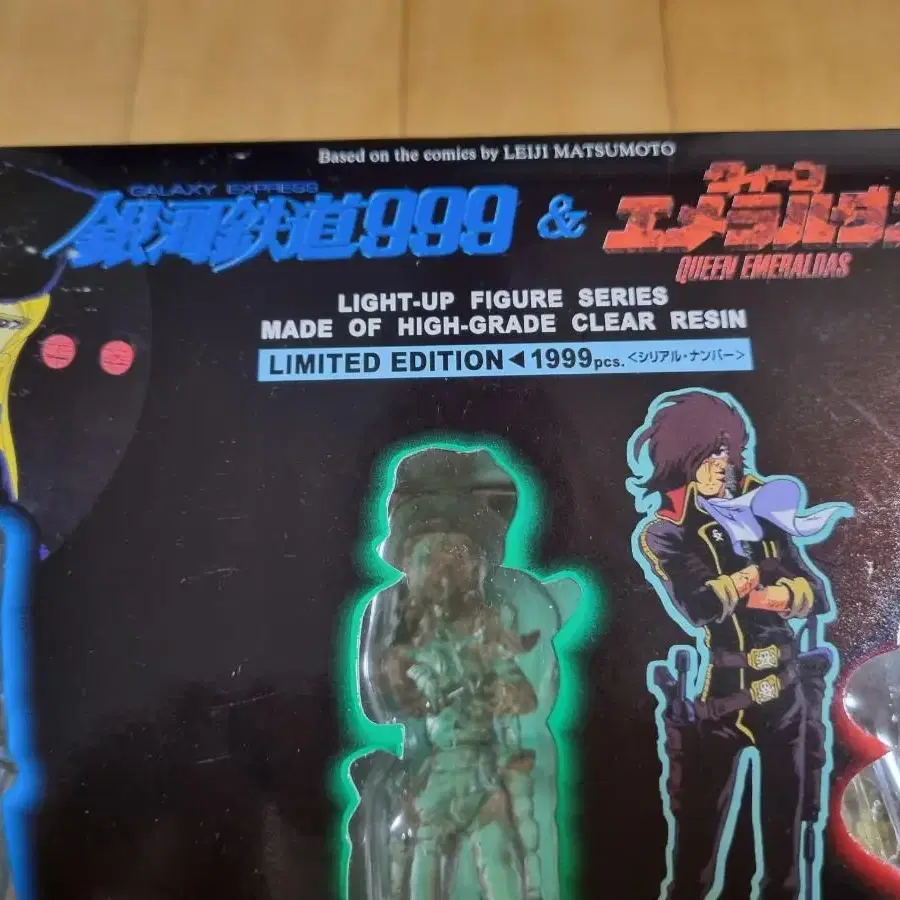 Based on the comics by LEIJI MATSUMOTO
GALAXY EXPRESS
銀河鉄道999 &
クィーン
エメラルダス
QUEEN EMERALDAS
LIGHT-UP FIGURE SERIES
MADE OF HIGH-GRADE CLEAR RESIN
LIMITED EDITION◀1999pcs.<シリアル・ナンバー>